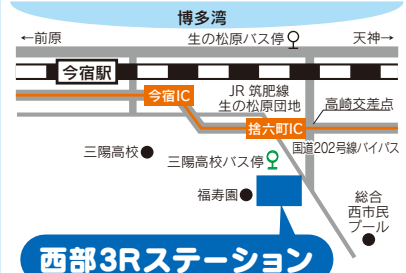 博多湾
←前原
生の松原バス停
天神→
今宿駅
今宿IC
JR 筑肥線
生の松原団地
高崎交差点
捨六町IC
国道202号線バイパス
三陽高校●
三陽高校バス停
福寿園●
総合
西市民
プール
●
西部3Rステーション